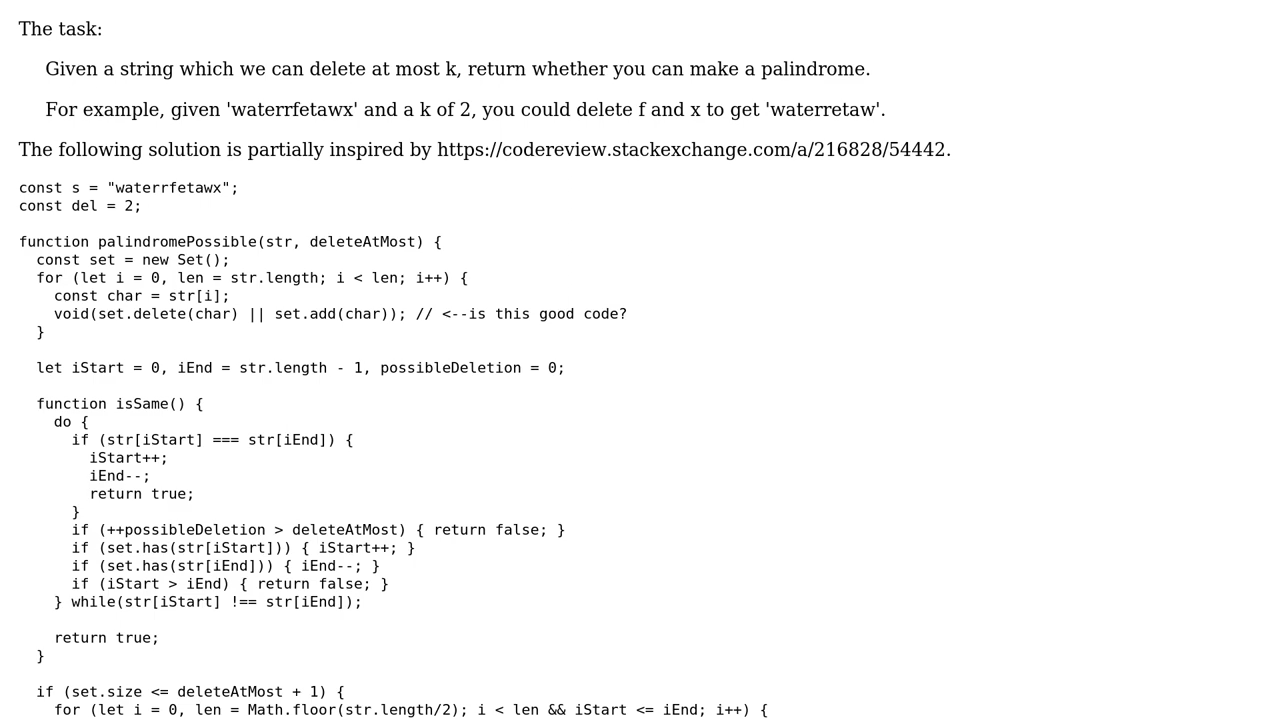 The task:
Given a string which we can delete at most k, return whether you can make a palindrome.
For example, given 'waterrfetawx' and a k of 2, you could delete f and x to get 'waterretaw'.
The following solution is partially inspired by https://codereview.stackexchange.com/a/216828/54442.
const s = "waterrfetawx";
const del = 2;
function palindromePossible(str, deleteAtMost) {
  const set = new Set();
  for (let i = 0, len = str.length; i < len; i++) {
    const char = str[i];
    void(set.delete(char) || set.add(char)); // <--is this good code?
  }
  let iStart = 0, iEnd = str.length - 1, possibleDeletion = 0;
  function isSame() {
    do {
      if (str[iStart] === str[iEnd]) {
        iStart++;
        iEnd--;
        return true;
      }
      if (++possibleDeletion > deleteAtMost) { return false; }
      if (set.has(str[iStart])) { iStart++; }
      if (set.has(str[iEnd])) { iEnd--; }
      if (iStart > iEnd) { return false; }
    } while(str[iStart] !== str[iEnd]);
    return true;
  }
  if (set.size <= deleteAtMost + 1) {
    for (let i = 0, len = Math.floor(str.length/2); i < len && iStart <= iEnd; i++) {